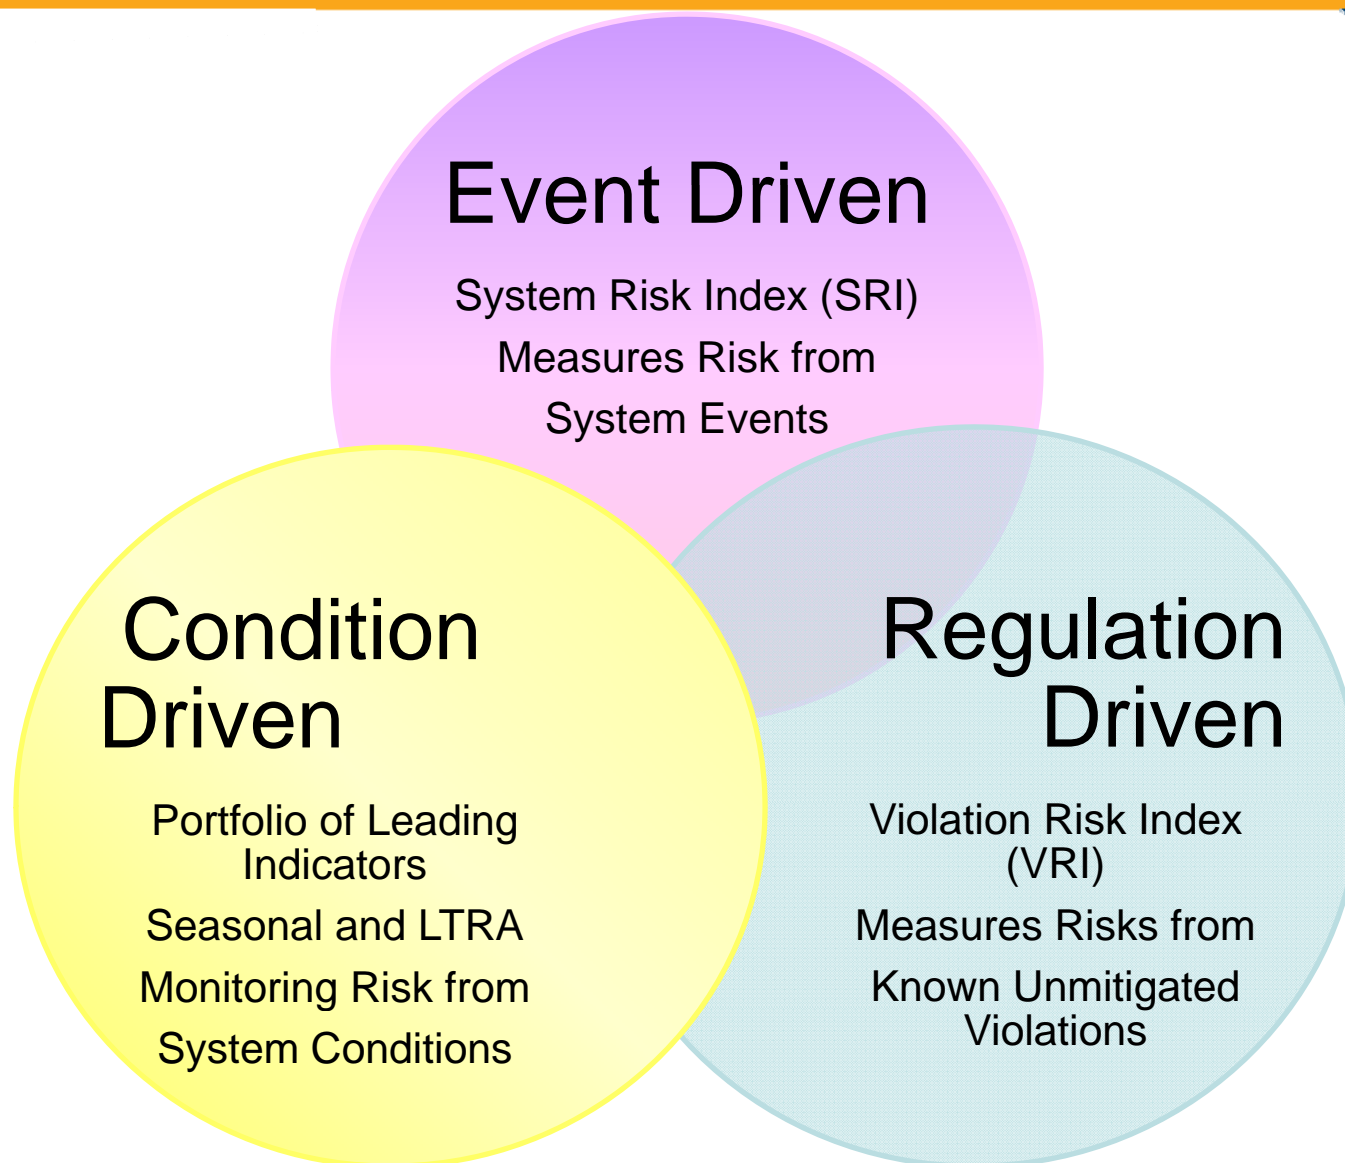 Event Driven
System Risk Index (SRI)
Measures Risk from
System Events
Condition
Driven
Portfolio of Leading
Indicators
Seasonal and LTRA
Monitoring Risk from
System Conditions
Regulation
Driven
Violation Risk Index
(VRI)
Measures Risks from
Known Unmitigated
Violations